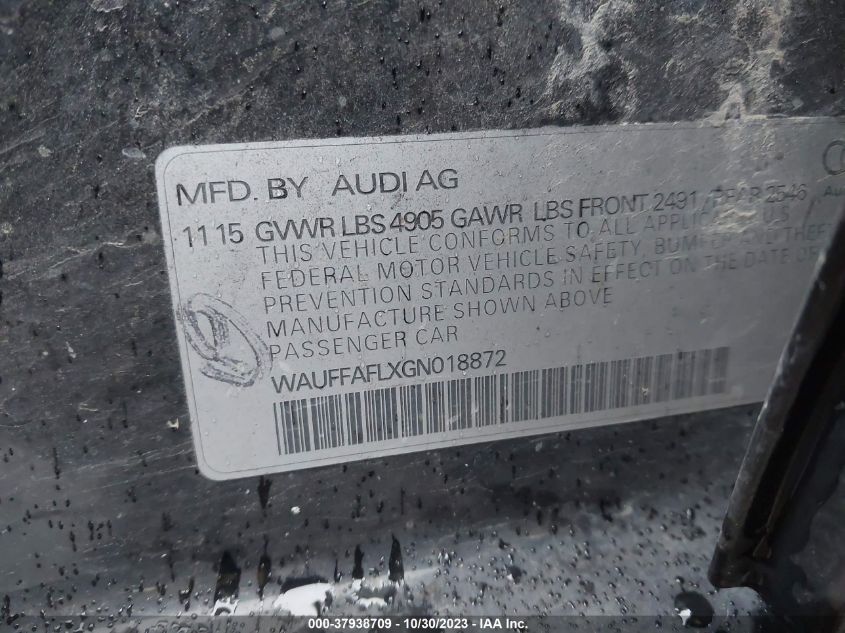 MFD. BY AUDI AG
11 15 GVWR LBS 4905 GAWR LBS FRONT 2491 REAR 2546
THIS VEHICLE CONFORMS TO ALL APPLICABLE U.S.
FEDERAL MOTOR VEHICLE SAFETY, BUMPER AND THEFT
PREVENTION STANDARDS IN EFFECT ON THE DATE OF
MANUFACTURE SHOWN ABOVE
PASSENGER CAR
WAUFFAFLXGN018872
000-37938709 - 10/30/2023 - IAA Inc.